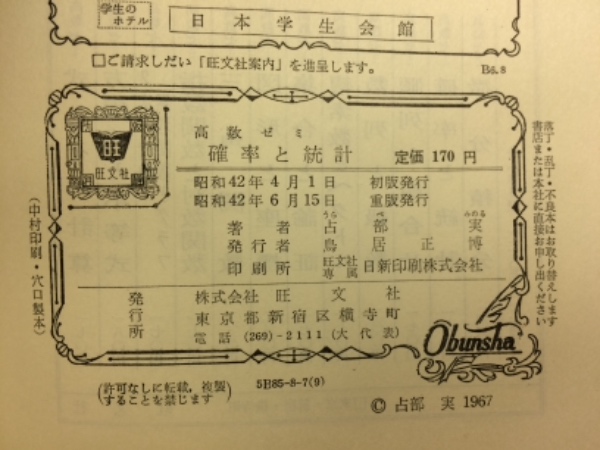 学生の
ホテル
日本学生会館
□ご請求しだい「旺文社案内」を進呈します。
B6.8
旺
旺文社
高数ゼミ
確率と統計 定価 170 円
昭和42年4月1日 初版発行
昭和42年6月15日 重版発行
うら べ みのる
著者 占部 実
発行者 鳥居正博
印刷所 旺文社専属 日新印刷株式会社
発行所
株式会社 旺文社
東京都新宿区横寺町
電話 (269)-2111(大代表)
Obunsha
(中村印刷・穴口製本)
落丁・乱丁・不良本はお取り替えします
書店または本社に直接お申し出ください
(許可なしに転載,複製
することを禁じます)
5B85-8-7(9)
© 占部 実 1967